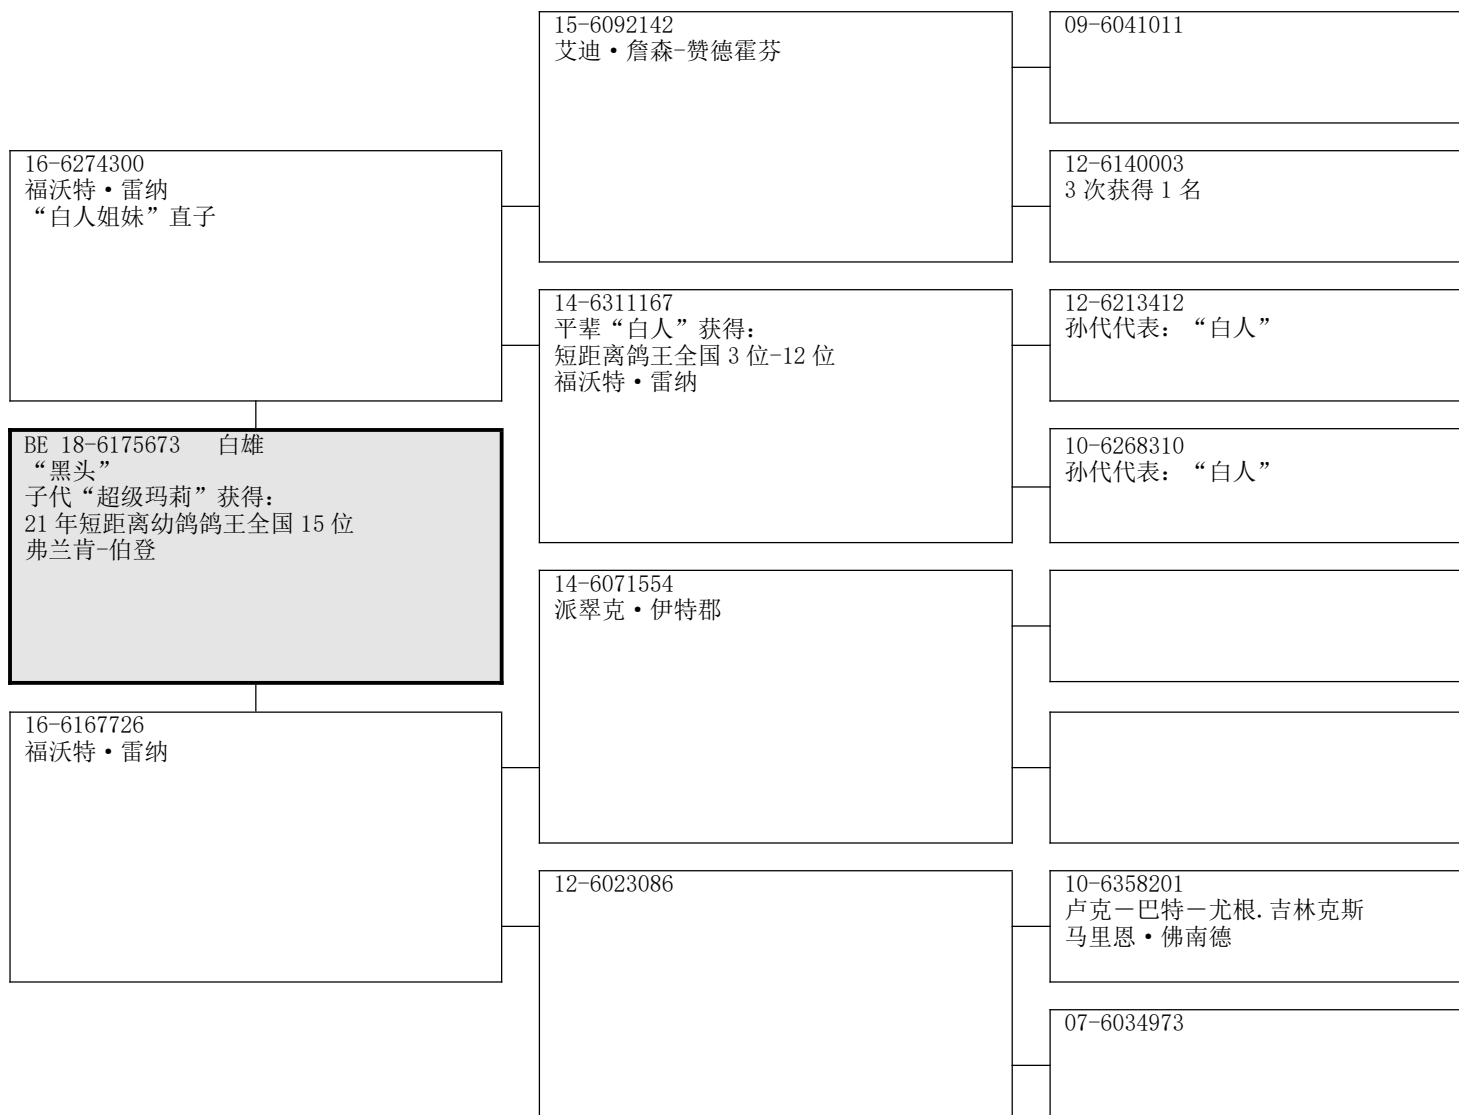 15-6092142
艾迪·詹森-赞德霍芬
09-6041011
16-6274300
福沃特·雷纳
“白人姐妹”直子
12-6140003
3 次获得 1 名
14-6311167
平辈“白人”获得：
短距离鸽王全国 3 位-12 位
福沃特·雷纳
12-6213412
孙代代表：“白人”
BE 18-6175673 白雄
“黑头”
子代“超级玛莉”获得：
21 年短距离幼鸽鸽王全国 15 位
弗兰肯-伯登
10-6268310
孙代代表：“白人”
14-6071554
派翠克·伊特郡
16-6167726
福沃特·雷纳
12-6023086
10-6358201
卢克－巴特－尤根.吉林克斯
马里恩·佛南德
07-6034973